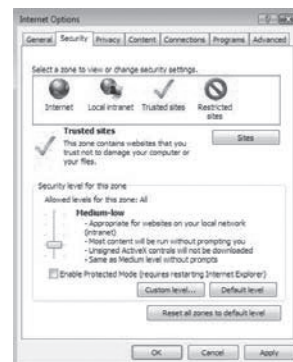 Internet Options
General Security Privacy Content Connections Programs Advanced
Select a zone to view or change security settings.
Internet Local intranet Trusted sites Restricted
sites
Trusted sites
Sites
This zone contains websites that you
trust not to damage your computer or
your files.
Security level for this zone
Allowed levels for this zone: All
Medium-low
- Appropriate for websites on your local network
(intranet)
- Most content will be run without prompting you
- Unsigned ActiveX controls will not be downloaded
- Same as Medium level without prompts
Enable Protected Mode (requires restarting Internet Explorer)
Custom level... Default level
Reset all zones to default level
OK Cancel Apply